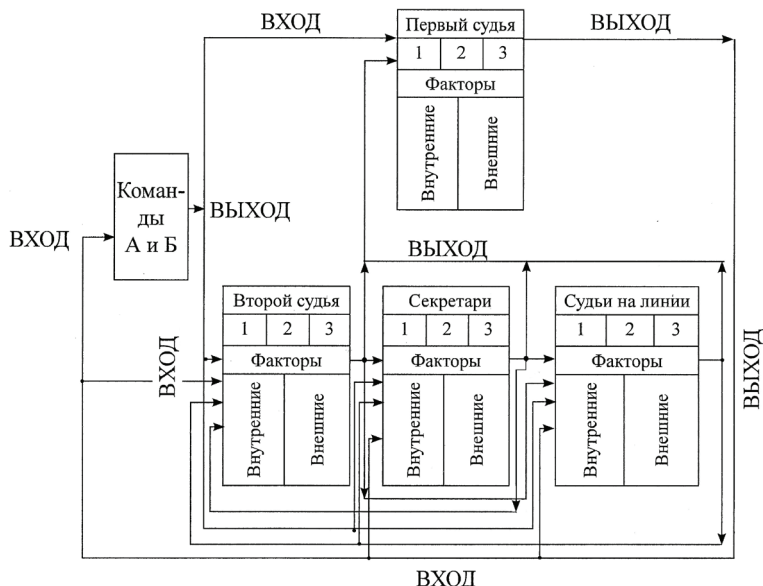 ВХОД
Первый судья
ВЫХОД
1 2 3
Факторы
Внутренние
Внешние
Коман-
ды
А и Б
ВЫХОД
ВХОД
ВЫХОД
Второй судья
1 2 3
Факторы
Внутренние
Внешние
Секретари
1 2 3
Факторы
Внутренние
Внешние
Судьи на линии
1 2 3
Факторы
Внутренние
Внешние
ВХОД
ВЫХОД
ВХОД